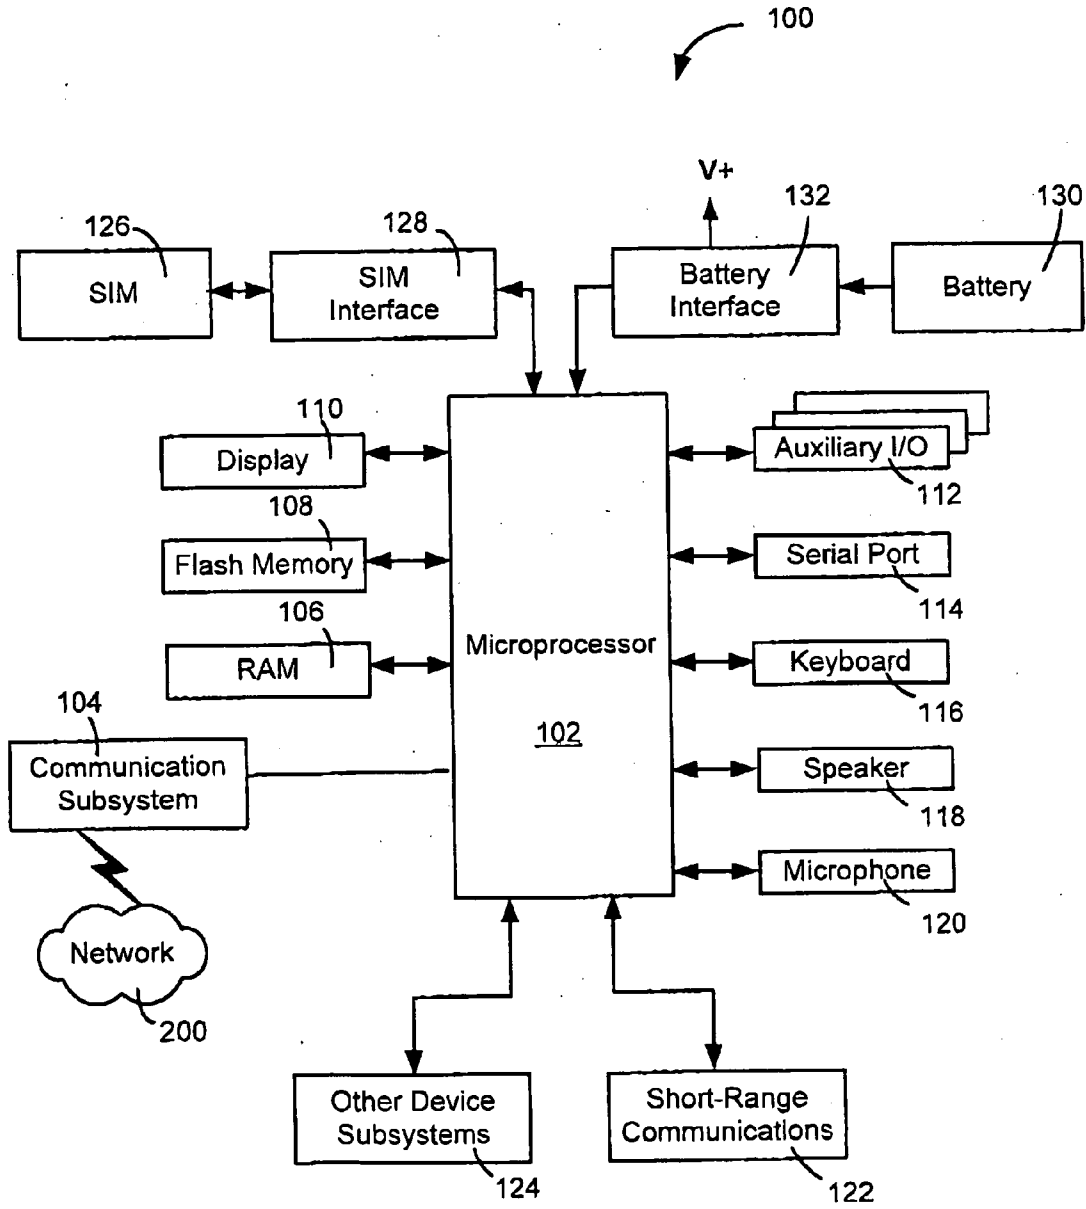 100
V+
126
128
132
130
SIM
SIM
Interface
Battery
Interface
Battery
110
Display
Auxiliary I/O
112
108
Flash Memory
Serial Port
114
106
RAM
Microprocessor
102
Keyboard
116
104
Communication
Subsystem
Speaker
118
Microphone
120
Network
200
Other Device
Subsystems
124
Short-Range
Communications
122